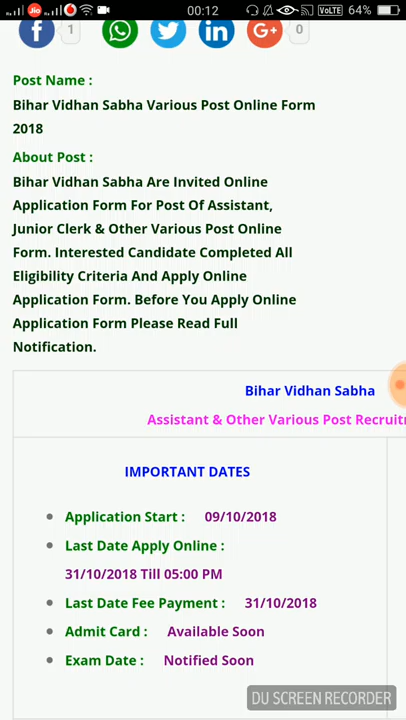 00:12
VoLTE
64%
1
0
Post Name :
Bihar Vidhan Sabha Various Post Online Form
2018
About Post :
Bihar Vidhan Sabha Are Invited Online
Application Form For Post Of Assistant,
Junior Clerk & Other Various Post Online
Form. Interested Candidate Completed All
Eligibility Criteria And Apply Online
Application Form. Before You Apply Online
Application Form Please Read Full
Notification.
Bihar Vidhan Sabha
Assistant & Other Various Post Recruit
IMPORTANT DATES
Application Start : 09/10/2018
Last Date Apply Online :
31/10/2018 Till 05:00 PM
Last Date Fee Payment : 31/10/2018
Admit Card : Available Soon
Exam Date : Notified Soon
DU SCREEN RECORDER